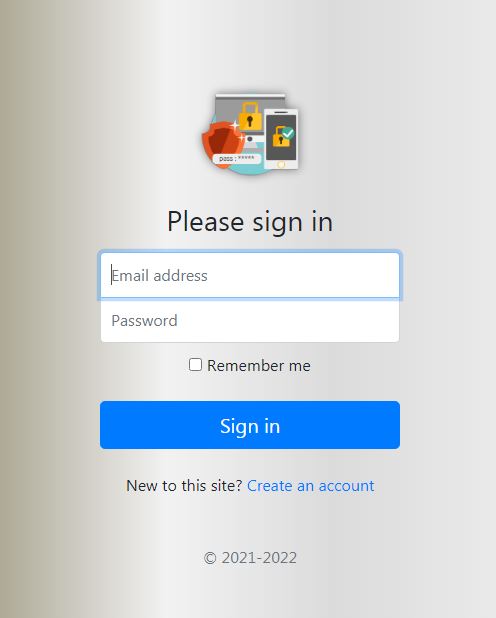 pass : *****
Please sign in
Email address
Password
Remember me
Sign in
New to this site? Create an account
© 2021-2022